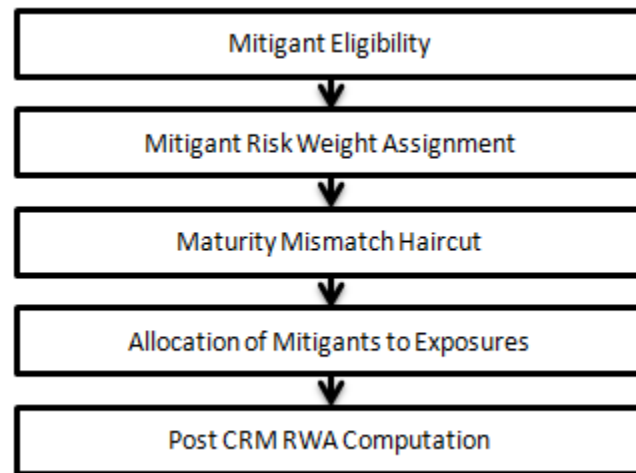 Mitigant Eligibility
Mitigant Risk Weight Assignment
Maturity Mismatch Haircut
Allocation of Mitigants to Exposures
Post CRM RWA Computation